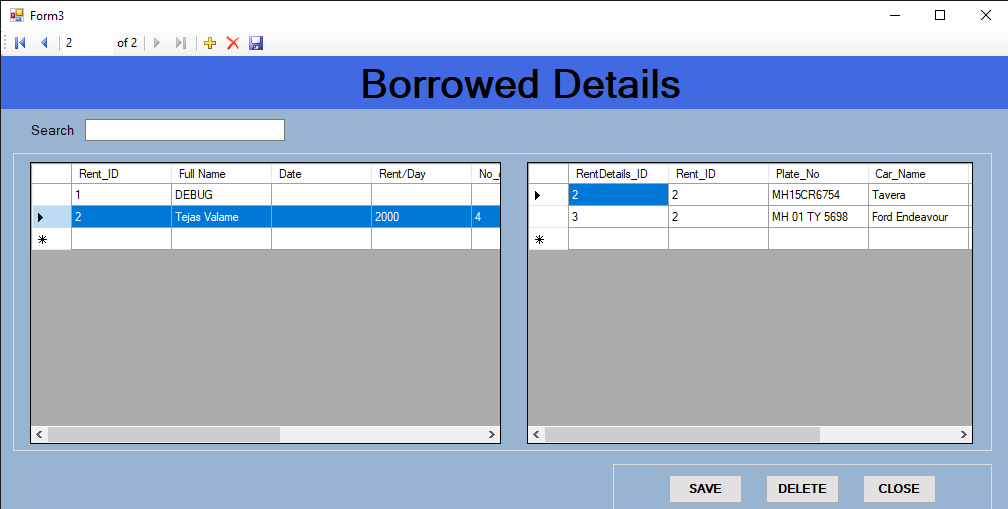 Form3
2 of 2
Borrowed Details
Search
Rent_ID Full Name Date Rent/Day
1 DEBUG
2 Tejas Valame 2000 4
RentDetails_ID Rent_ID Plate_No Car_Name
2 2 MH15CR6754 Tavera
3 2 MH 01 TY 5698 Ford Endeavour
SAVE DELETE CLOSE